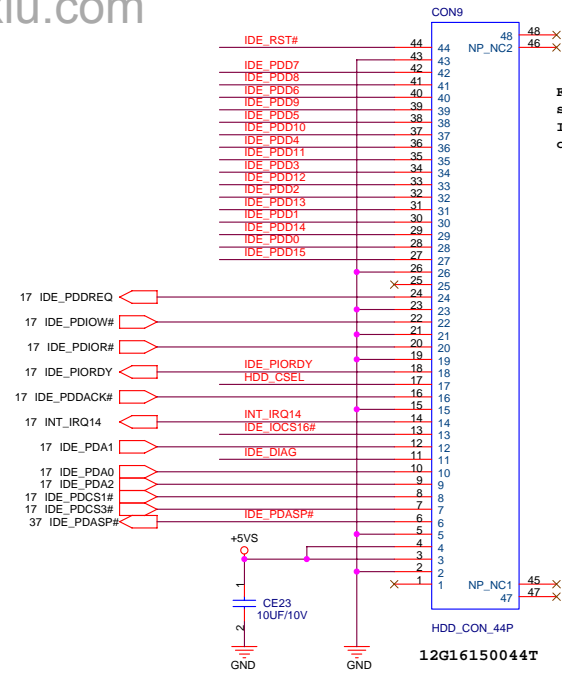 xiu.com
CON9
48 48
IDE_RST# 44 44 NP_NC2 46
43 43
IDE_PDD7 42 42
IDE_PDD8 41 41
IDE_PDD6 40 40
IDE_PDD9 39 39
IDE_PDD5 38 38
IDE_PDD10 37 37
IDE_PDD4 36 36
IDE_PDD11 35 35
IDE_PDD3 34 34
IDE_PDD12 33 33
IDE_PDD2 32 32
IDE_PDD13 31 31
IDE_PDD1 30 30
IDE_PDD14 29 29
IDE_PDD0 28 28
IDE_PDD15 27 27
26 26
25 25
17 IDE_PDDREQ 24 24
23 23
17 IDE_PDIOW# 22 22
21 21
17 IDE_PDIOR# 20 20
19 19
17 IDE_PIORDY IDE_PIORDY 18 18
HDD_CSEL 17 17
17 IDE_PDDACK# 16 16
15 15
17 INT_IRQ14 INT_IRQ14 14 14
IDE_IOCS16# 13 13
17 IDE_PDA1 12 12
IDE_DIAG 11 11
17 IDE_PDA0 10 10
17 IDE_PDA2 9 9
17 IDE_PDCS1# 8 8
17 IDE_PDCS3# 7 7
37 IDE_PDASP# IDE_PDASP# 6 6
5 5
+5VS 4 4
3 3
2 2
1 1 NP_NC1 45
47 47
1
CE23
10UF/10V
2
HDD_CON_44P
GND GND
12G16150044T